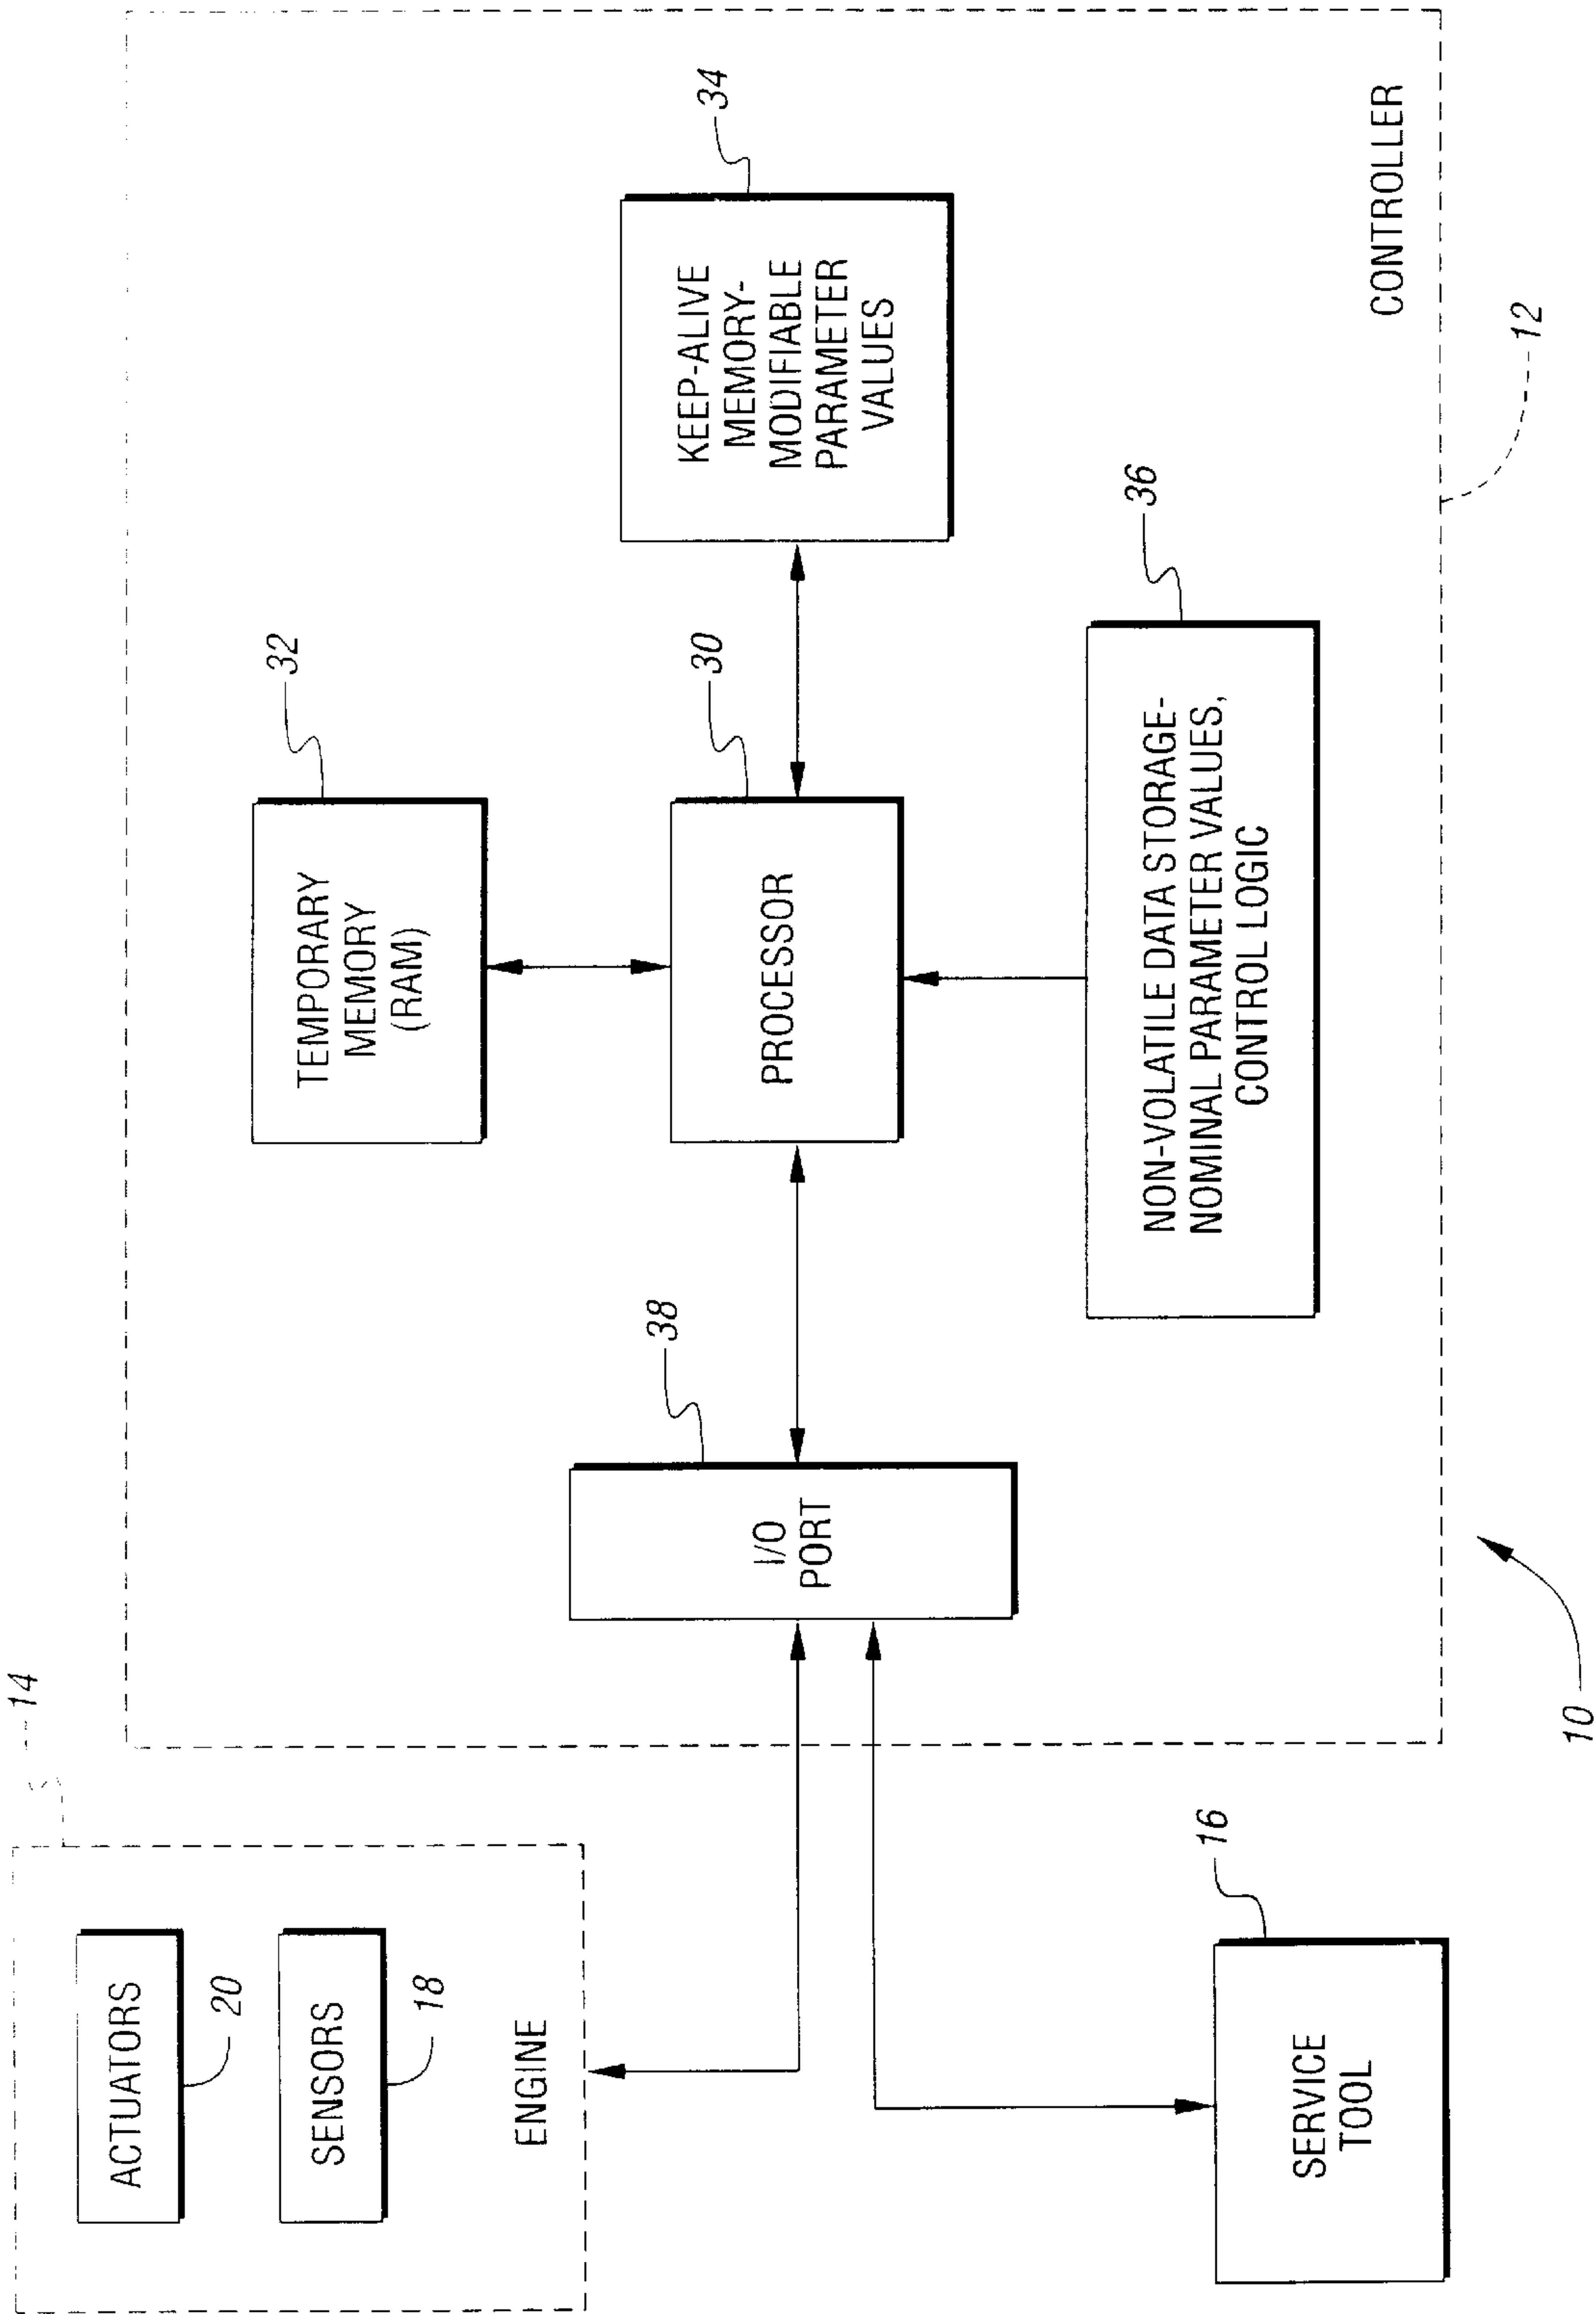 14
ACTUATORS
20
SENSORS
18
ENGINE
SERVICE
TOOL
16
I/O
PORT
38
TEMPORARY
MEMORY
(RAM)
32
PROCESSOR
30
KEEP-ALIVE
MEMORY-
MODIFIABLE
PARAMETER
VALUES
34
NON-VOLATILE DATA STORAGE-
NOMINAL PARAMETER VALUES,
CONTROL LOGIC
36
CONTROLLER
12
10